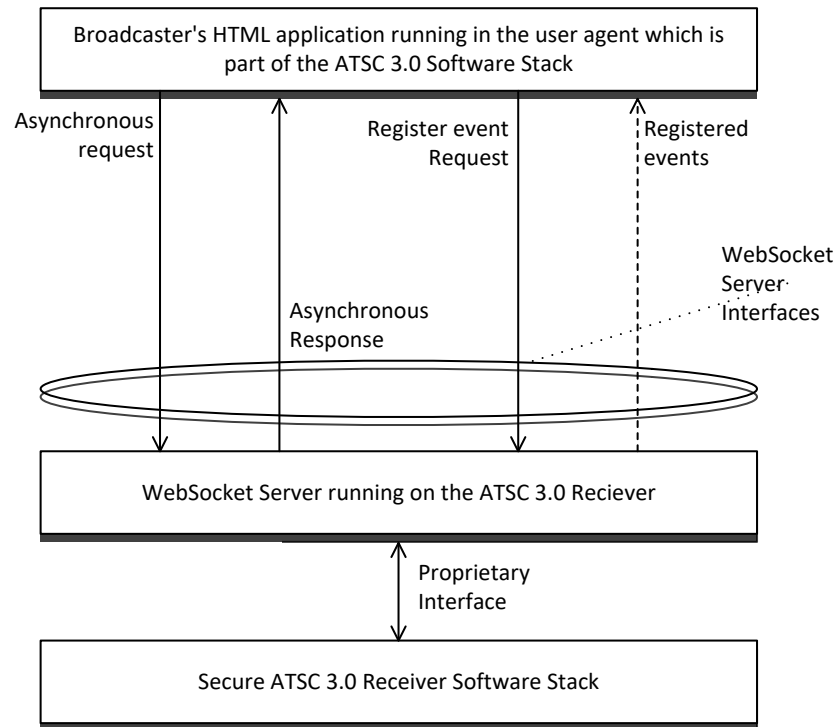 Broadcaster's HTML application running in the user agent which is
part of the ATSC 3.0 Software Stack
Asynchronous
request
Register event
Request
Registered
events
WebSocket
Server
Interfaces
Asynchronous
Response
WebSocket Server running on the ATSC 3.0 Reciever
Proprietary
Interface
Secure ATSC 3.0 Receiver Software Stack